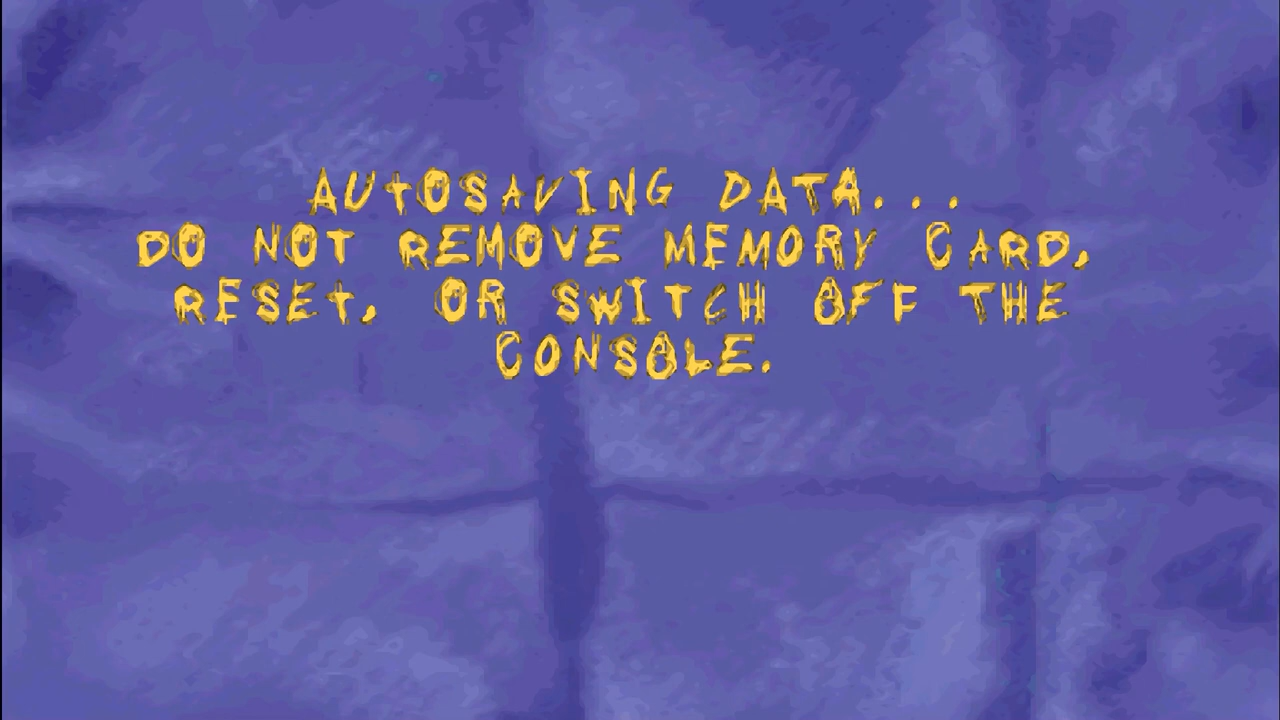 AUTOSAVING DATA...
DO NOT REMOVE MEMORY CARD,
RESET, OR SWITCH OFF THE
CONSOLE.